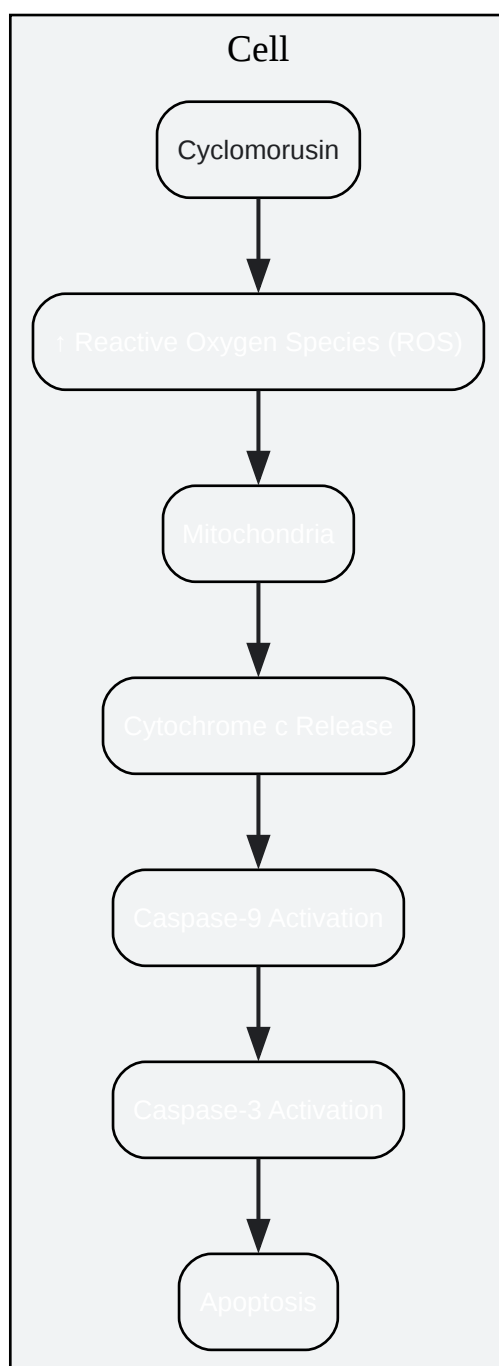 Cell
Cyclomorusin
↑ Reactive Oxygen Species (ROS)
Mitochondria
Cytochrome c Release
Caspase-9 Activation
Caspase-3 Activation
Apoptosis